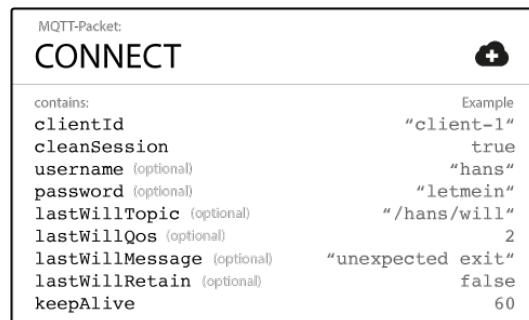 MQTT-Packet:
CONNECT
contains: Example
clientId “client-1“
cleanSession true
username (optional) “hans“
password (optional) “letmein“
lastWillTopic (optional) “/hans/will“
lastWillQos (optional) 2
lastWillMessage (optional) “unexpected exit“
lastWillRetain (optional) false
keepAlive 60